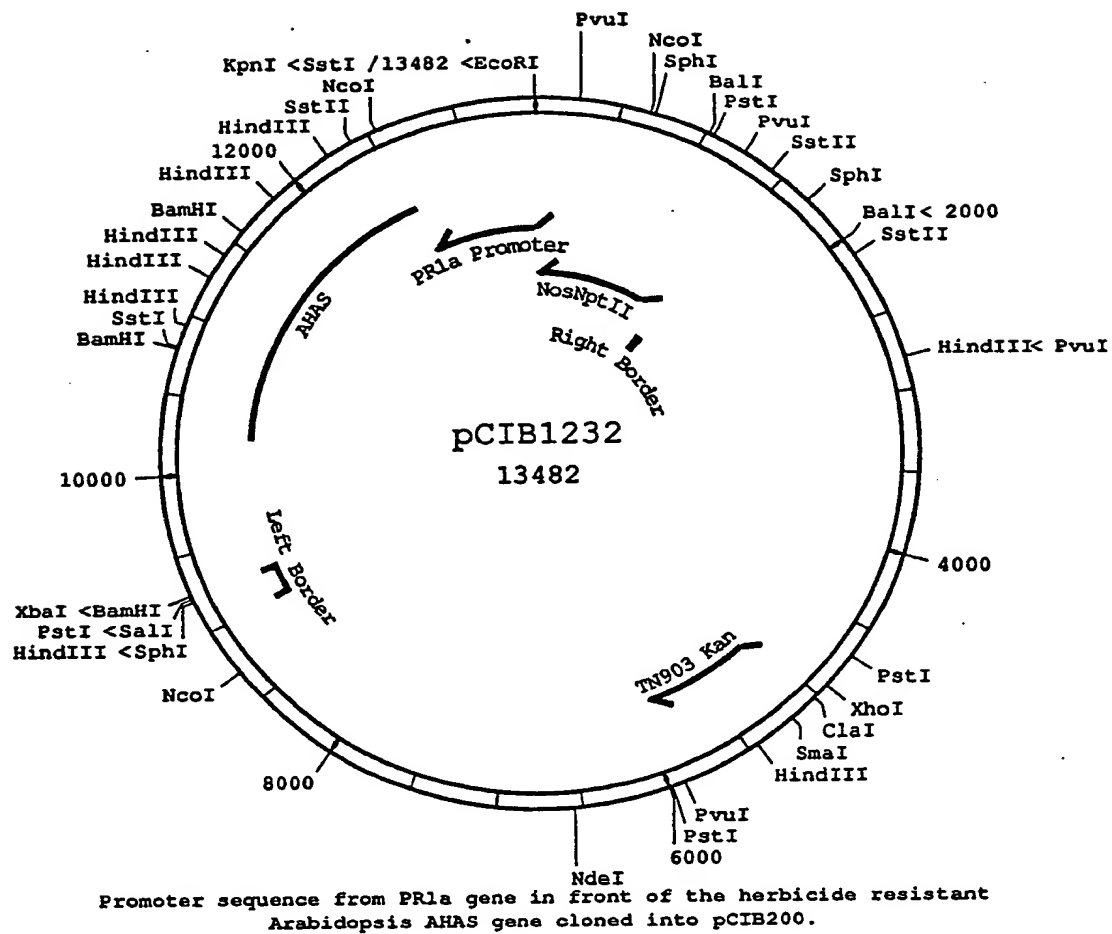 PvuI
NcoI
SphI
BalI
PstI
PvuI
SstII
SphI
BalI< 2000
SstII
HindIII< PvuI
4000
PstI
XhoI
ClaI
SmaI
HindIII
PvuI
PstI
6000
NdeI
8000
NcoI
HindIII <SphI
PstI <SalI
XbaI <BamHI
10000
BamHI
SstI
HindIII
HindIII
HindIII
BamHI
HindIII
12000
HindIII
SstII
NcoI
KpnI <SstI /13482 <EcoRI
PR1a Promoter
NosNptII
Right Border
AHAS
pCIB1232
13482
Left Border
TN903 Kan
Promoter sequence from PR1a gene in front of the herbicide resistant
Arabidopsis AHAS gene cloned into pCIB200.